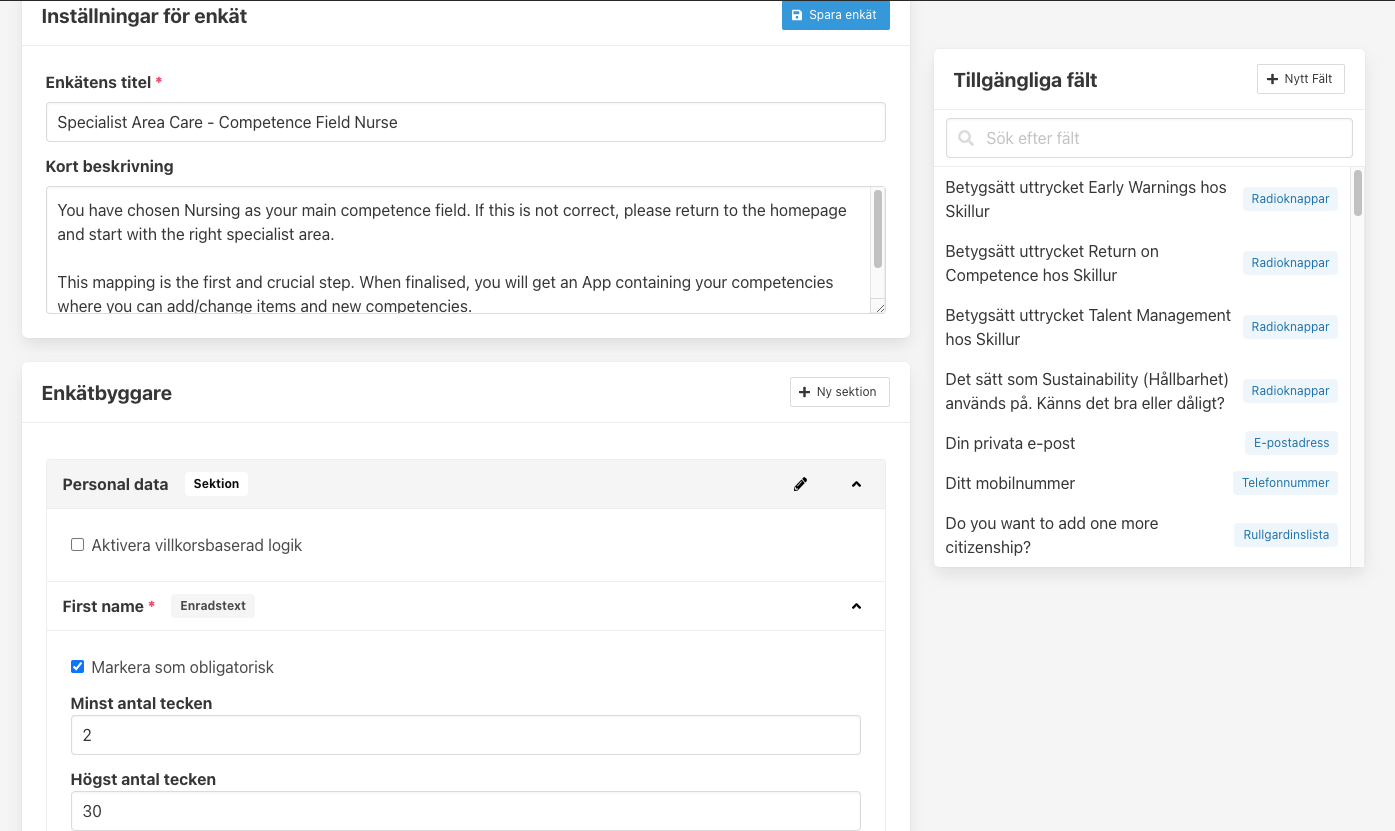 Inställningar för enkät
Spara enkät
Enkätens titel *
Specialist Area Care - Competence Field Nurse
Kort beskrivning
You have chosen Nursing as your main competence field. If this is not correct, please return to the homepage
and start with the right specialist area.
This mapping is the first and crucial step. When finalised, you will get an App containing your competencies
where you can add/change items and new competencies.
Enkätbyggare
Ny sektion
Personal data Sektion
Aktivera villkorsbaserad logik
First name * Enradstext
Markera som obligatorisk
Minst antal tecken
2
Högst antal tecken
30
Tillgängliga fält
Nytt Fält
Sök efter fält
Betygsätt uttrycket Early Warnings hos
Skillur
Radioknappar
Betygsätt uttrycket Return on
Competence hos Skillur
Radioknappar
Betygsätt uttrycket Talent Management
hos Skillur
Radioknappar
Det sätt som Sustainability (Hållbarhet)
används på. Känns det bra eller dåligt?
Radioknappar
Din privata e-post
E-postadress
Ditt mobilnummer
Telefonnummer
Do you want to add one more
citizenship?
Rullgardinslista